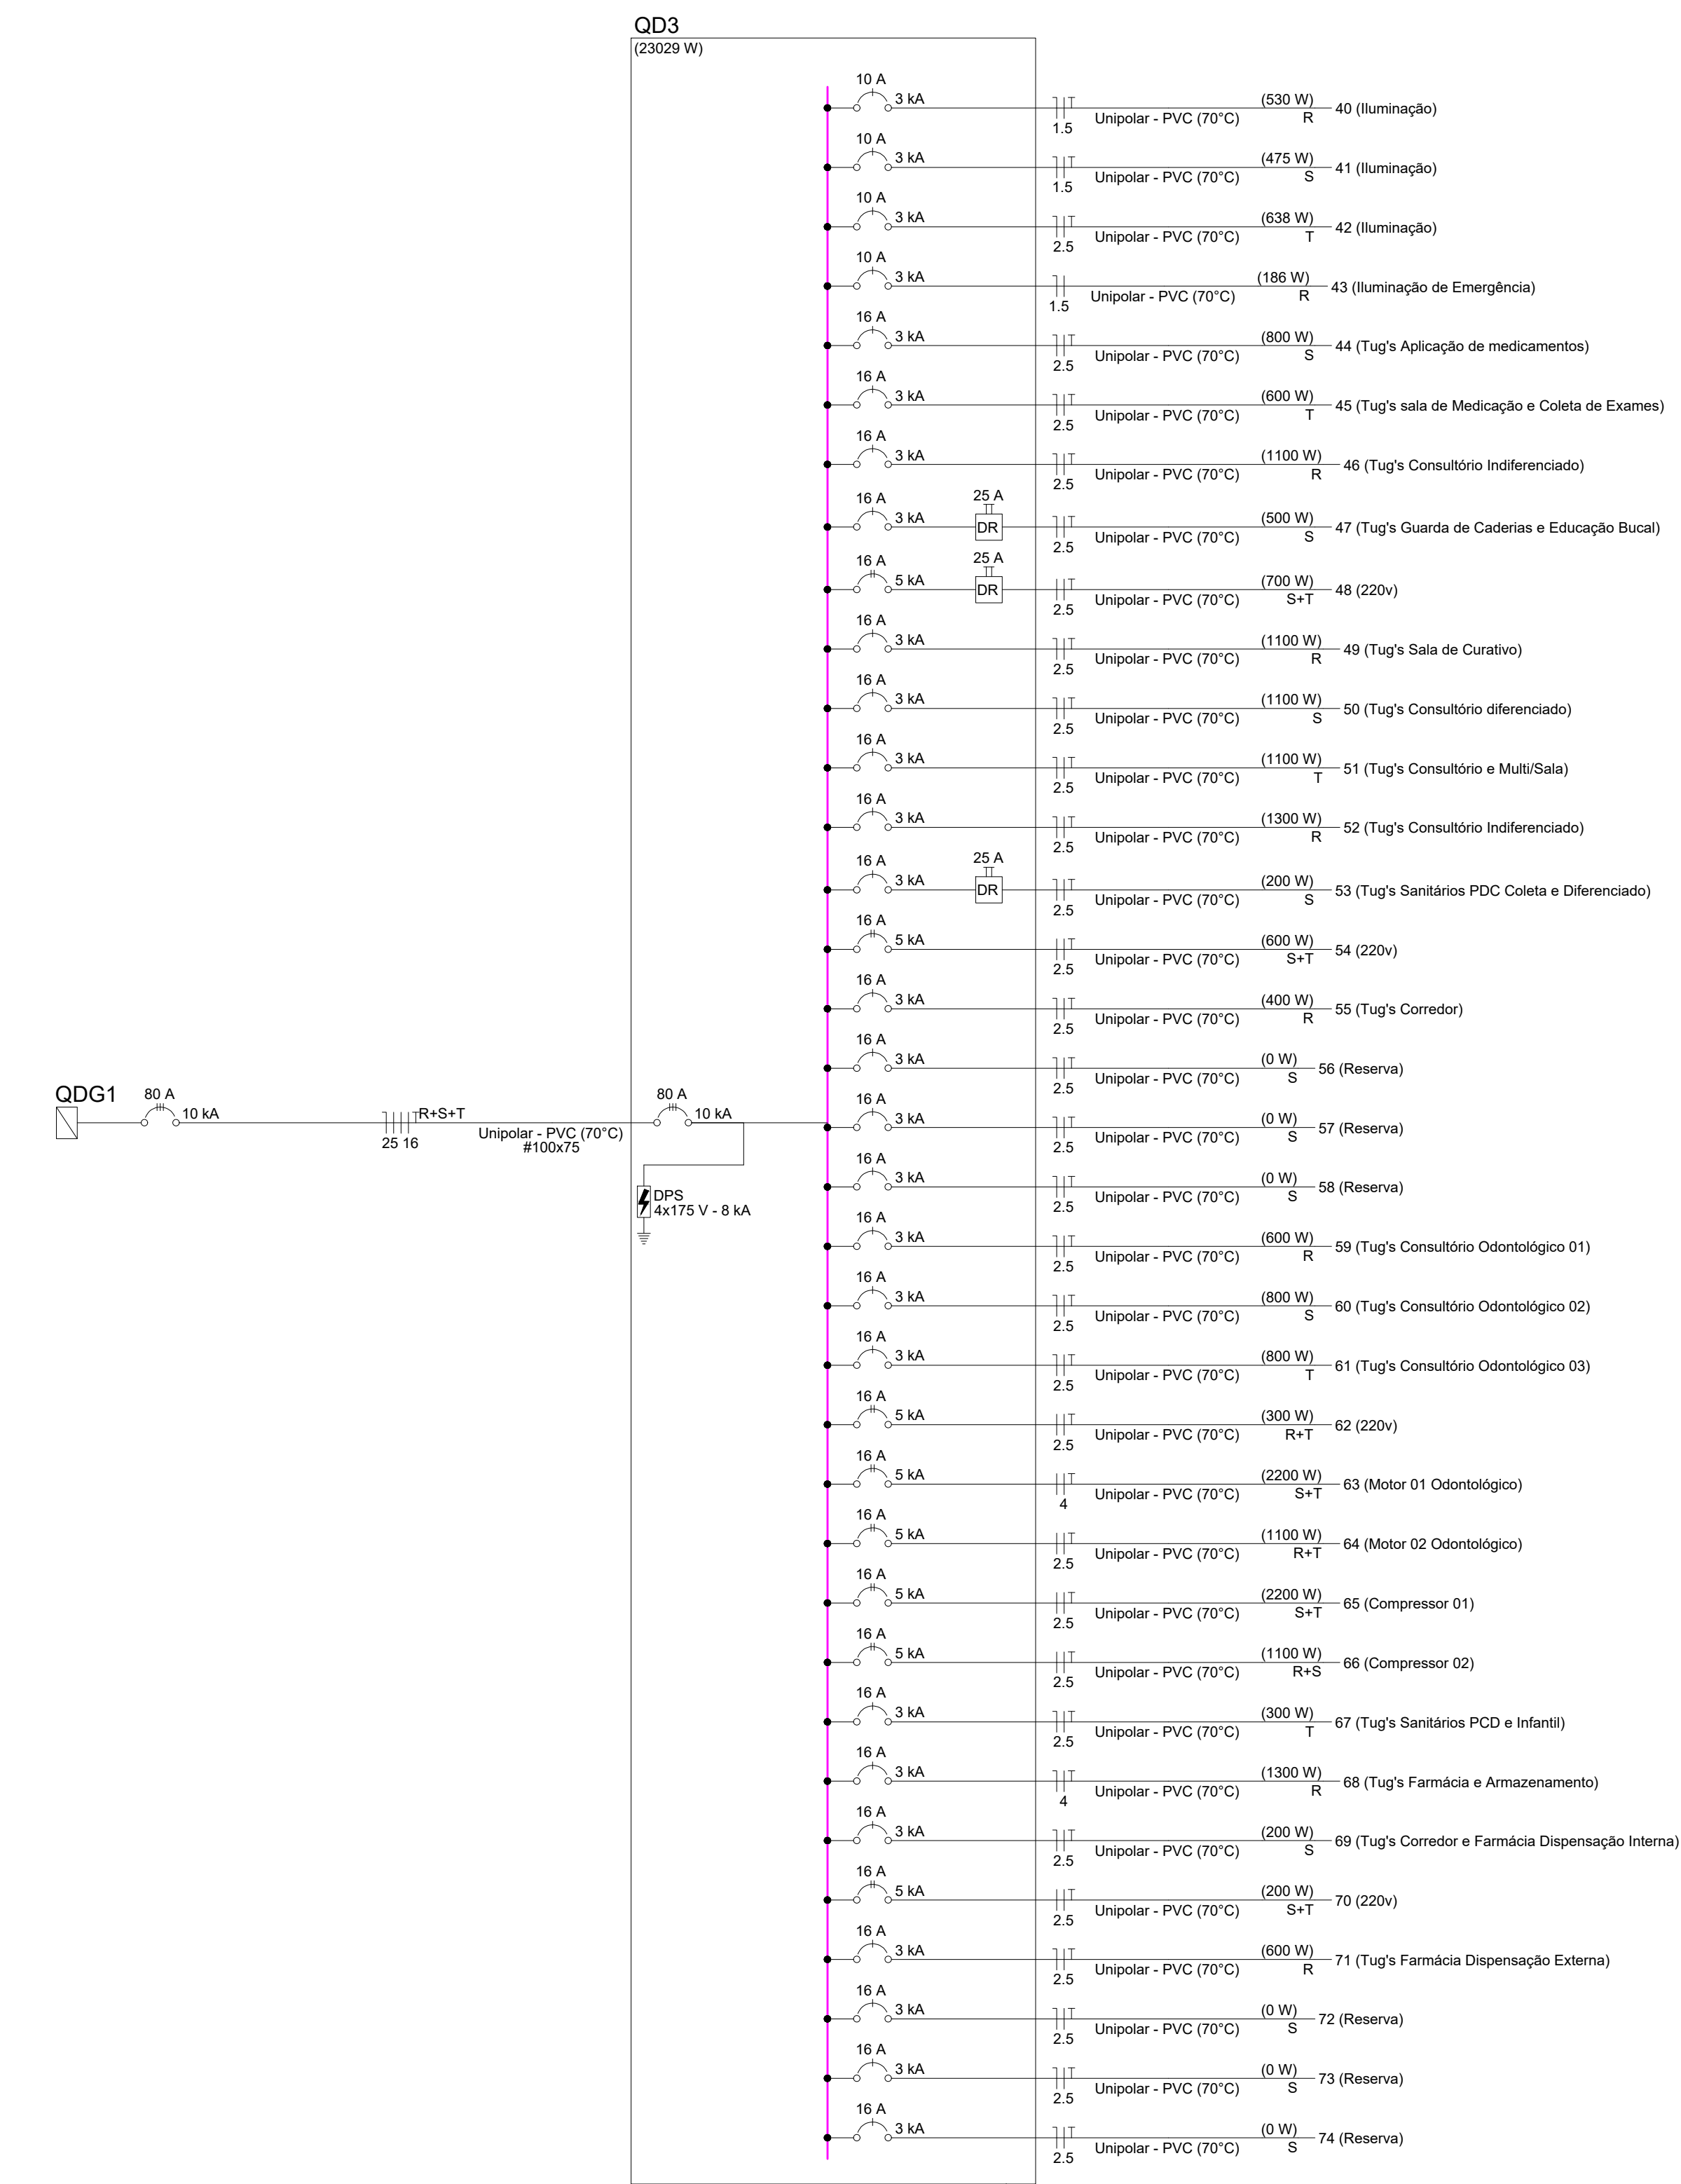 QD3
(23029 W)
10 A
3 kA
1.5
Unipolar - PVC (70°C)
(530 W)
R
40 (Iluminação)
10 A
3 kA
1.5
Unipolar - PVC (70°C)
(475 W)
S
41 (Iluminação)
10 A
3 kA
2.5
Unipolar - PVC (70°C)
(638 W)
T
42 (Iluminação)
10 A
3 kA
1.5
Unipolar - PVC (70°C)
(186 W)
R
43 (Iluminação de Emergência)
16 A
3 kA
2.5
Unipolar - PVC (70°C)
(800 W)
S
44 (Tug's Aplicação de medicamentos)
16 A
3 kA
2.5
Unipolar - PVC (70°C)
(600 W)
T
45 (Tug's sala de Medicação e Coleta de Exames)
16 A
3 kA
2.5
Unipolar - PVC (70°C)
(1100 W)
R
46 (Tug's Consultório Indiferenciado)
16 A
3 kA
25 A
DR
2.5
Unipolar - PVC (70°C)
(500 W)
S
47 (Tug's Guarda de Caderias e Educação Bucal)
16 A
5 kA
25 A
DR
2.5
Unipolar - PVC (70°C)
(700 W)
S+T
48 (220v)
16 A
3 kA
2.5
Unipolar - PVC (70°C)
(1100 W)
R
49 (Tug's Sala de Curativo)
16 A
3 kA
2.5
Unipolar - PVC (70°C)
(1100 W)
S
50 (Tug's Consultório diferenciado)
16 A
3 kA
2.5
Unipolar - PVC (70°C)
(1100 W)
T
51 (Tug's Consultório e Multi/Sala)
16 A
3 kA
2.5
Unipolar - PVC (70°C)
(1300 W)
R
52 (Tug's Consultório Indiferenciado)
16 A
3 kA
25 A
DR
2.5
Unipolar - PVC (70°C)
(200 W)
S
53 (Tug's Sanitários PDC Coleta e Diferenciado)
16 A
5 kA
2.5
Unipolar - PVC (70°C)
(600 W)
S+T
54 (220v)
16 A
3 kA
2.5
Unipolar - PVC (70°C)
(400 W)
R
55 (Tug's Corredor)
16 A
3 kA
2.5
Unipolar - PVC (70°C)
(0 W)
S
56 (Reserva)
QDG1
80 A
10 kA
R+S+T
25 16
Unipolar - PVC (70°C)
#100x75
80 A
10 kA
DPS
4x175 V - 8 kA
16 A
3 kA
2.5
Unipolar - PVC (70°C)
(0 W)
S
57 (Reserva)
16 A
3 kA
2.5
Unipolar - PVC (70°C)
(0 W)
S
58 (Reserva)
16 A
3 kA
2.5
Unipolar - PVC (70°C)
(600 W)
R
59 (Tug's Consultório Odontológico 01)
16 A
3 kA
2.5
Unipolar - PVC (70°C)
(800 W)
S
60 (Tug's Consultório Odontológico 02)
16 A
3 kA
2.5
Unipolar - PVC (70°C)
(800 W)
T
61 (Tug's Consultório Odontológico 03)
16 A
5 kA
2.5
Unipolar - PVC (70°C)
(300 W)
R+T
62 (220v)
16 A
5 kA
4
Unipolar - PVC (70°C)
(2200 W)
S+T
63 (Motor 01 Odontológico)
16 A
5 kA
2.5
Unipolar - PVC (70°C)
(1100 W)
R+T
64 (Motor 02 Odontológico)
16 A
5 kA
2.5
Unipolar - PVC (70°C)
(2200 W)
S+T
65 (Compressor 01)
16 A
5 kA
2.5
Unipolar - PVC (70°C)
(1100 W)
R+S
66 (Compressor 02)
16 A
3 kA
2.5
Unipolar - PVC (70°C)
(300 W)
T
67 (Tug's Sanitários PCD e Infantil)
16 A
3 kA
4
Unipolar - PVC (70°C)
(1300 W)
R
68 (Tug's Farmácia e Armazenamento)
16 A
3 kA
2.5
Unipolar - PVC (70°C)
(200 W)
S
69 (Tug's Corredor e Farmácia Dispensação Interna)
16 A
5 kA
2.5
Unipolar - PVC (70°C)
(200 W)
S+T
70 (220v)
16 A
3 kA
2.5
Unipolar - PVC (70°C)
(600 W)
R
71 (Tug's Farmácia Dispensação Externa)
16 A
3 kA
2.5
Unipolar - PVC (70°C)
(0 W)
S
72 (Reserva)
16 A
3 kA
2.5
Unipolar - PVC (70°C)
(0 W)
S
73 (Reserva)
16 A
3 kA
2.5
Unipolar - PVC (70°C)
(0 W)
S
74 (Reserva)